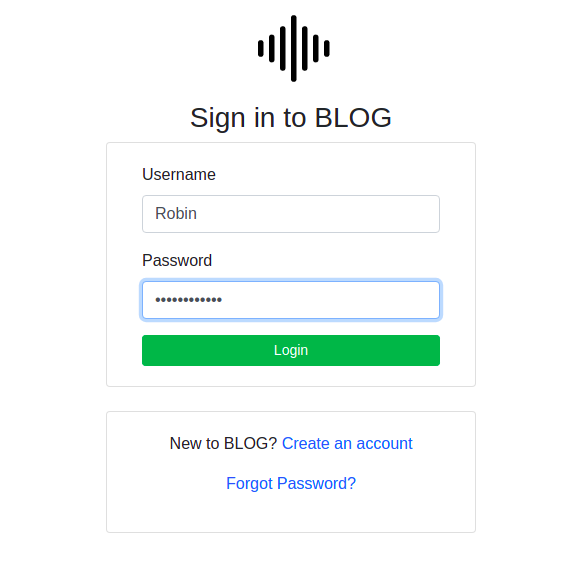 Sign in to BLOG
Username
Robin
Password
••••••••••••
Login
New to BLOG? Create an account
Forgot Password?